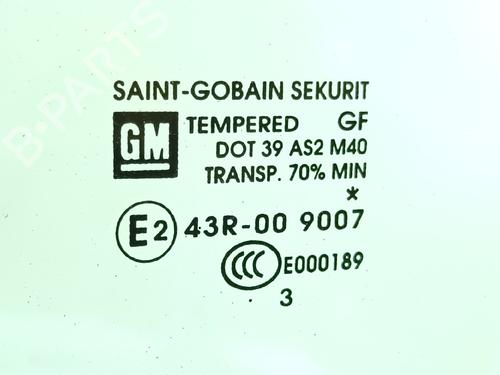 B-PARTS
SAINT-GOBAIN SEKURIT
GM TEMPERED GF
DOT 39 AS2 M40
TRANSP. 70% MIN
*
E2 43R-00 9007
CCC E000189
3